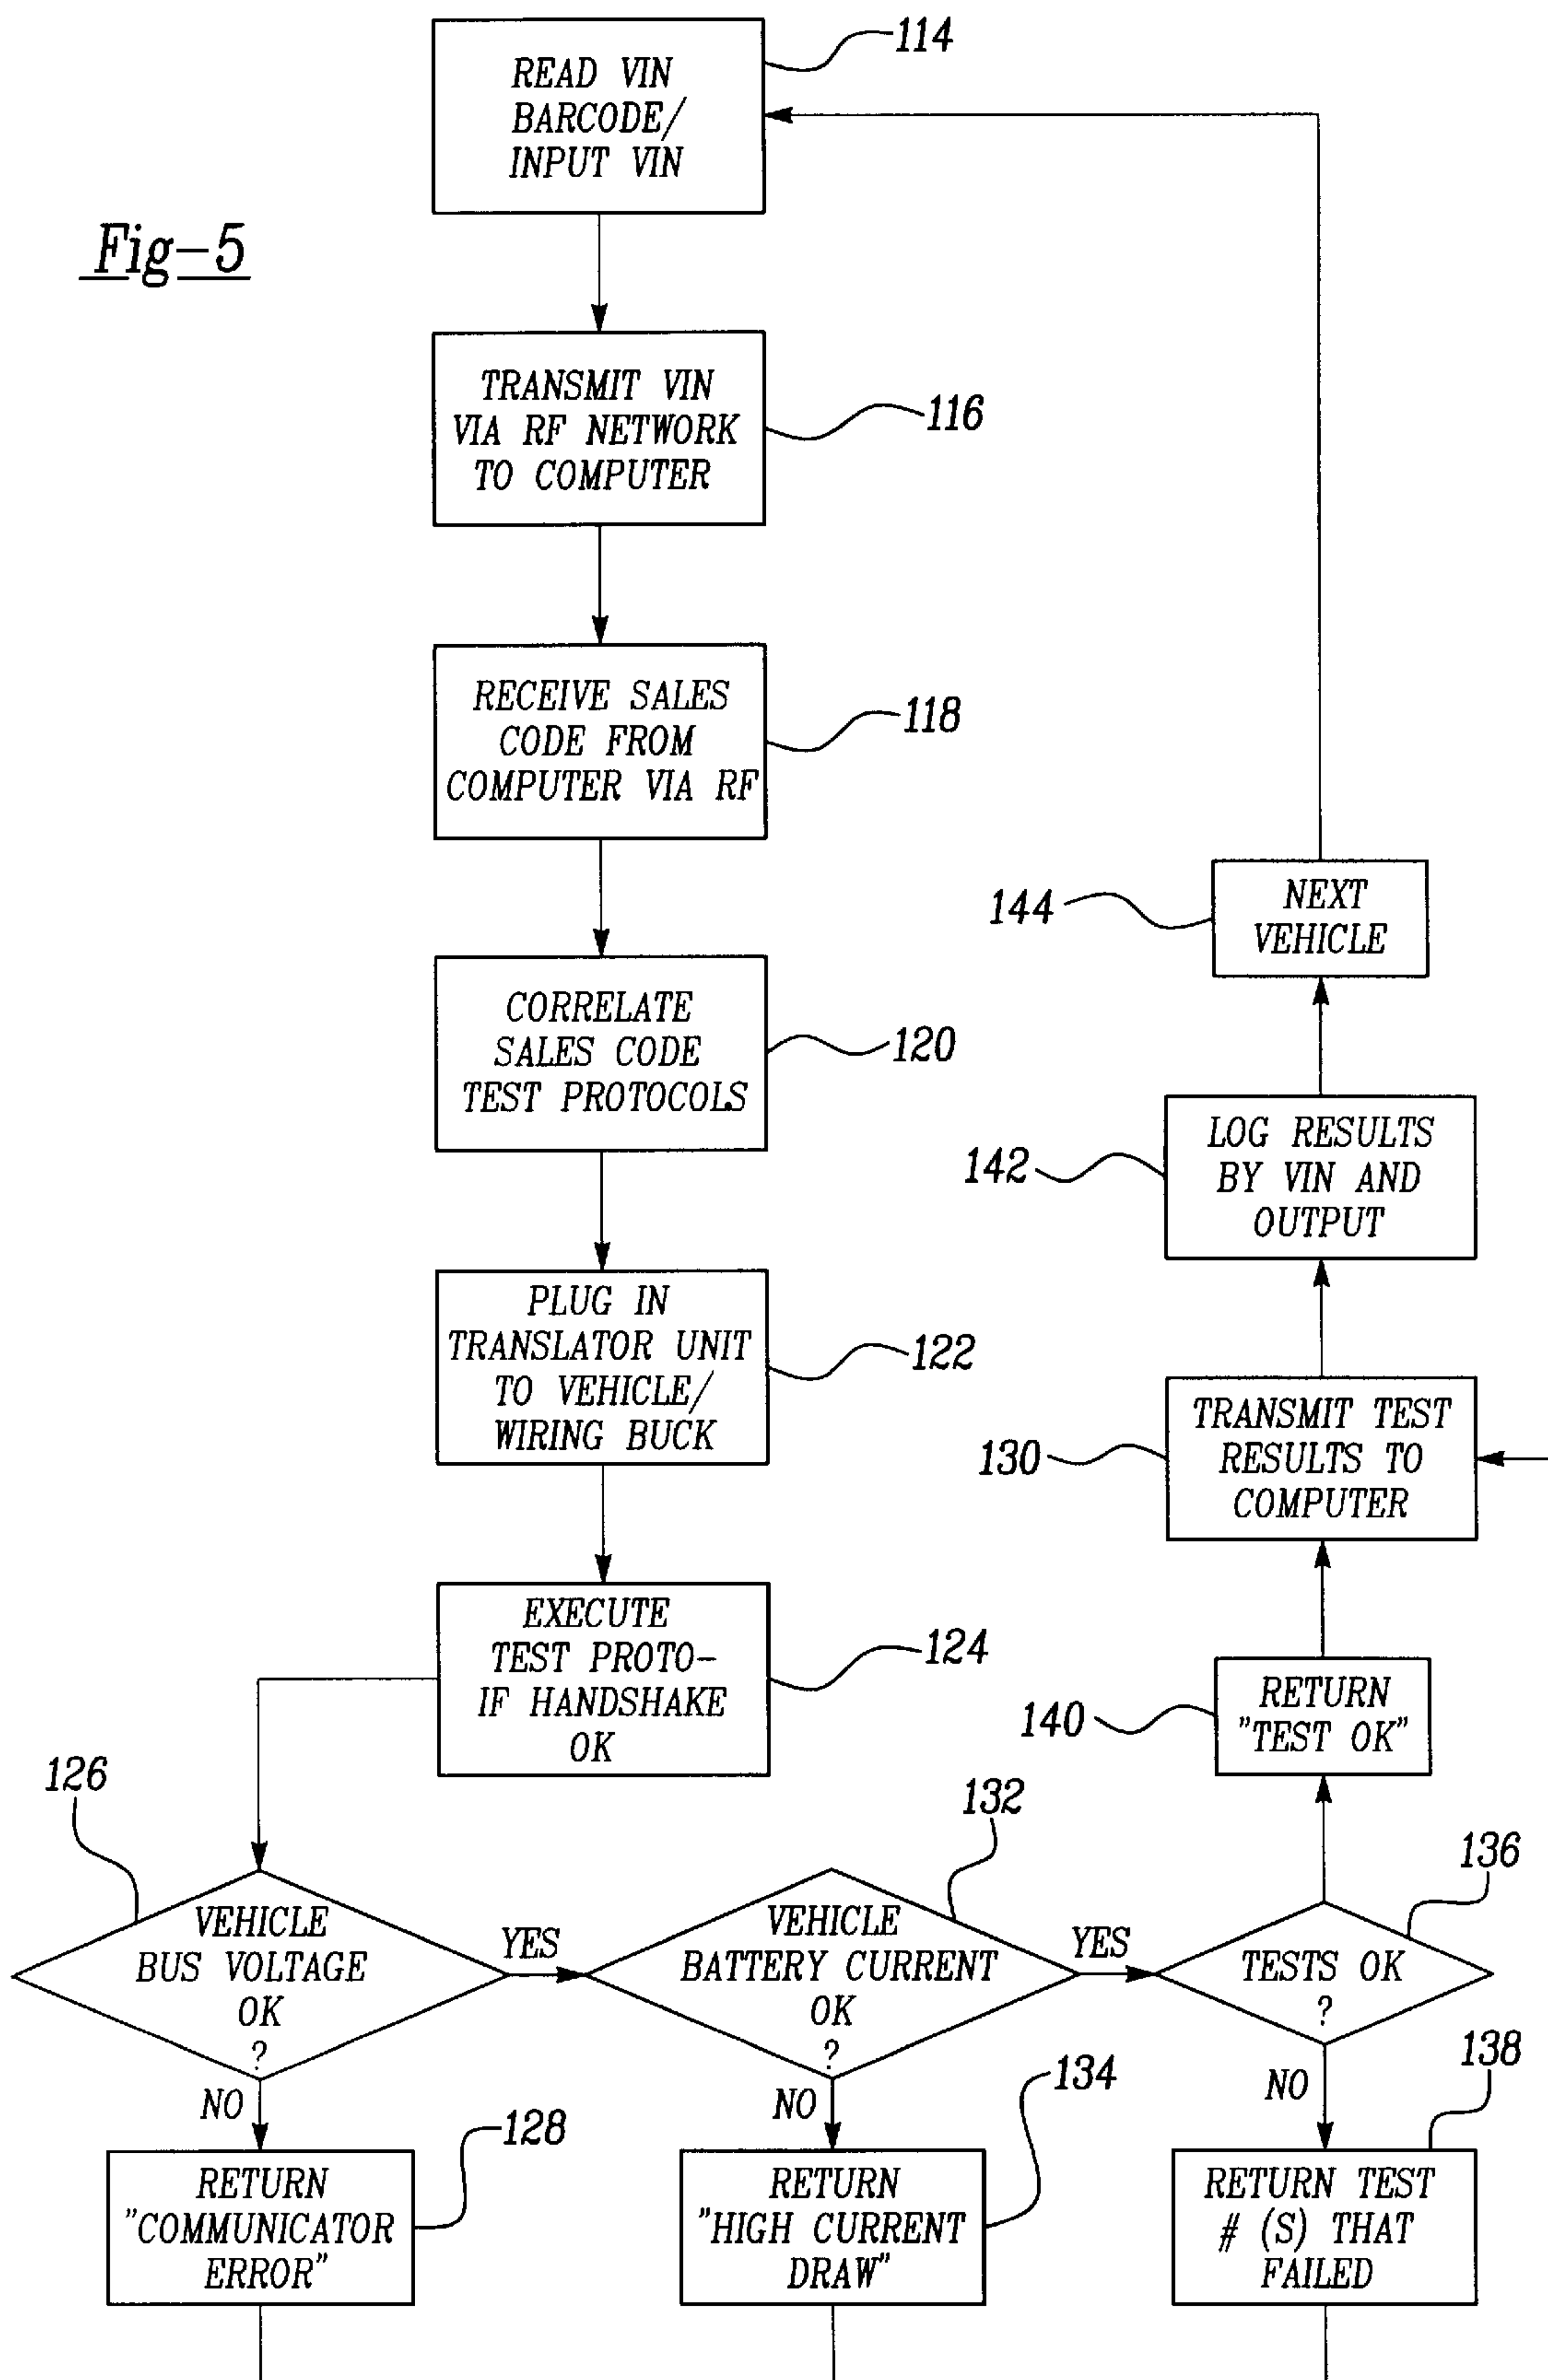 Fig-5
READ VIN
BARCODE/
INPUT VIN
114
TRANSMIT VIN
VIA RF NETWORK
TO COMPUTER
116
RECEIVE SALES
CODE FROM
COMPUTER VIA RF
118
CORRELATE
SALES CODE
TEST PROTOCOLS
120
PLUG IN
TRANSLATOR UNIT
TO VEHICLE/
WIRING BUCK
122
EXECUTE
TEST PROTO-
IF HANDSHAKE
OK
124
126
VEHICLE
BUS VOLTAGE
OK
?
YES
NO
RETURN
"COMMUNICATOR
ERROR"
128
132
VEHICLE
BATTERY CURRENT
OK
?
YES
NO
RETURN
"HIGH CURRENT
DRAW"
134
136
TESTS OK
?
NO
138
RETURN TEST
# (S) THAT
FAILED
140
RETURN
"TEST OK"
130
TRANSMIT TEST
RESULTS TO
COMPUTER
142
LOG RESULTS
BY VIN AND
OUTPUT
144
NEXT
VEHICLE